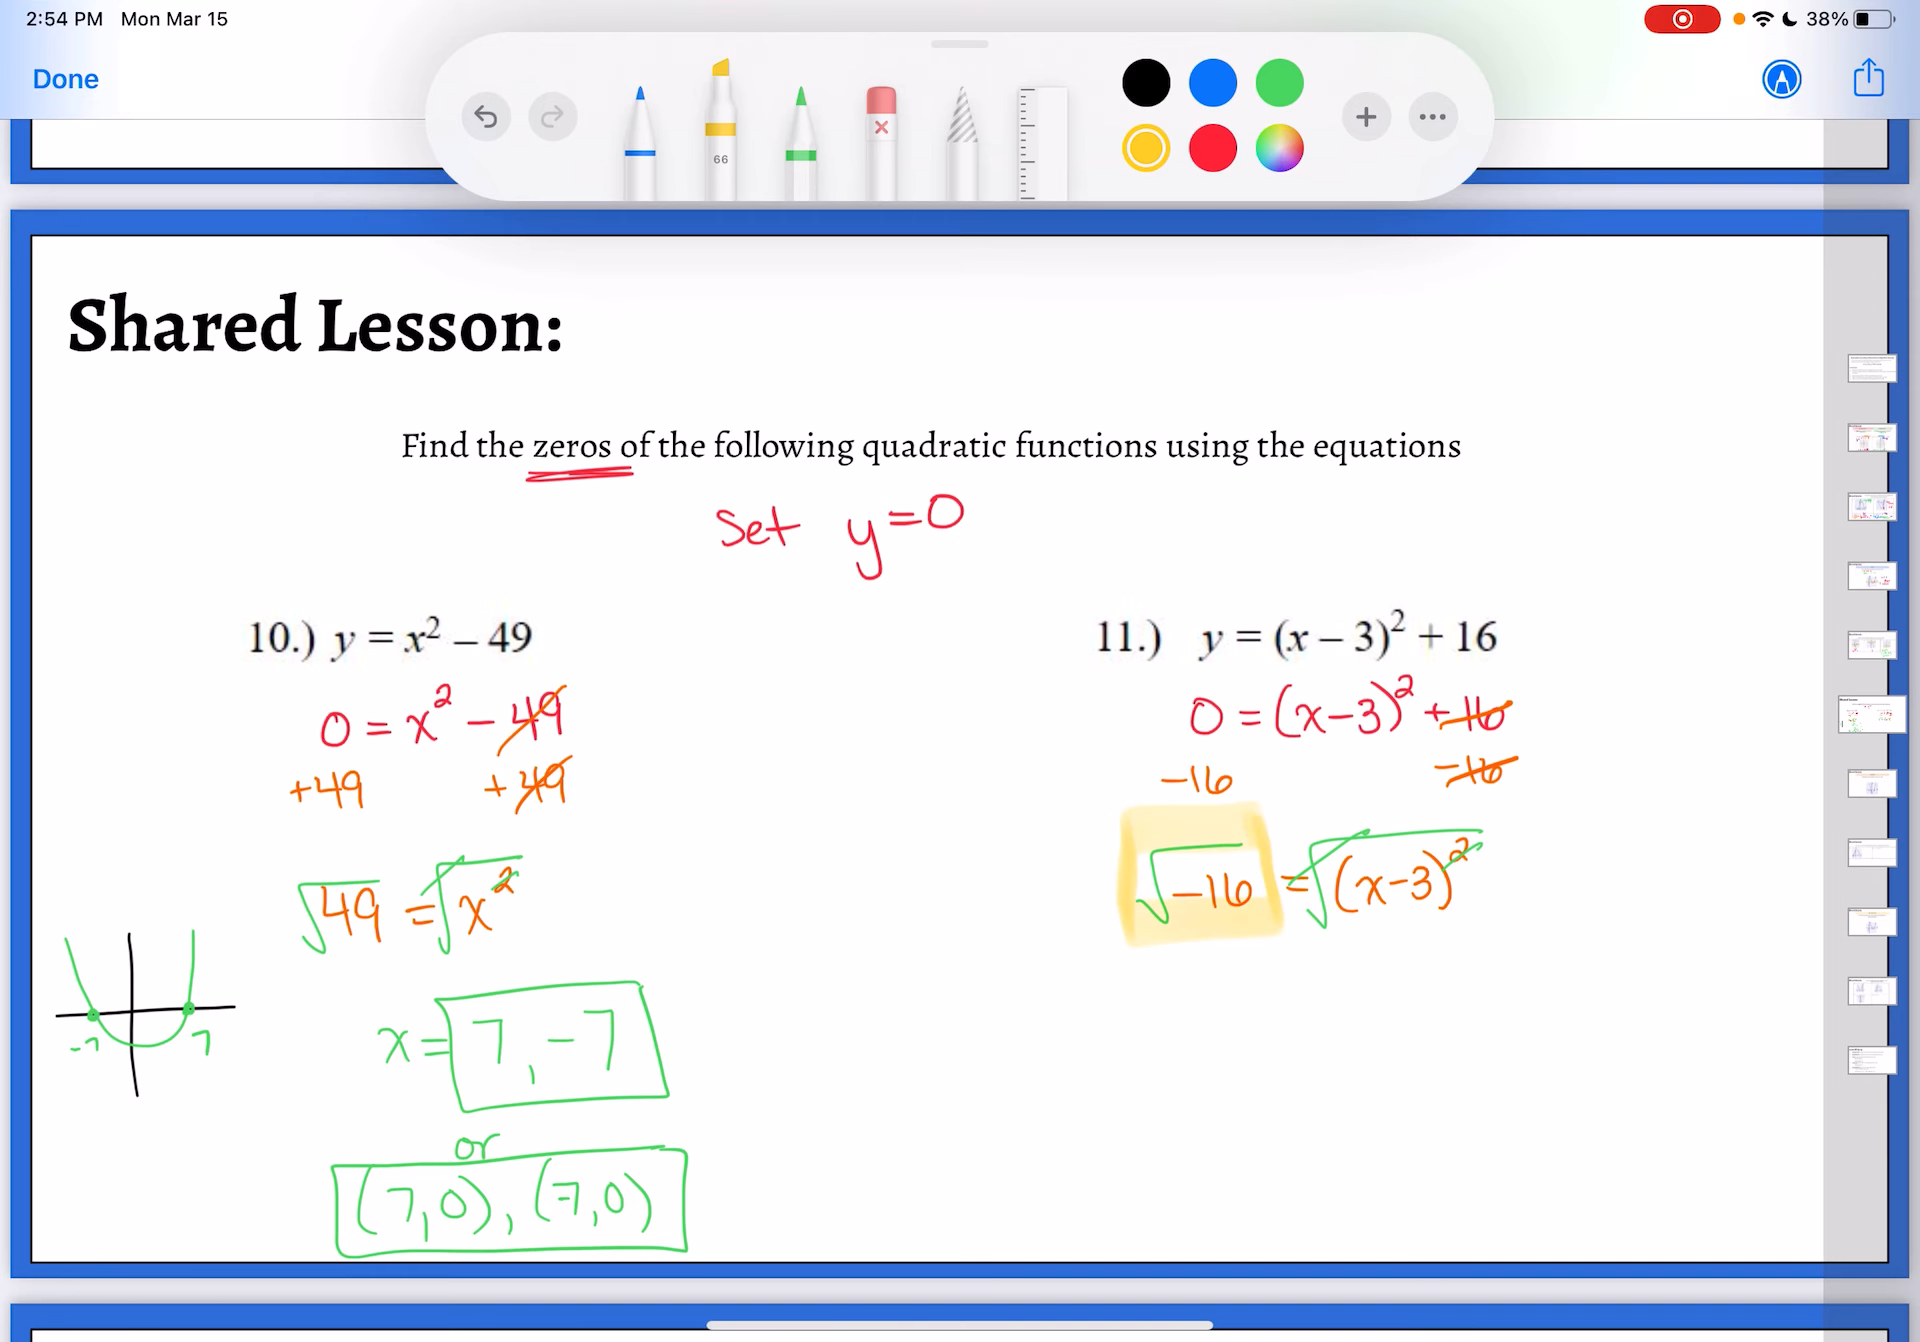 2:54 PM Mon Mar 15
38%
Done
66
Shared Lesson:
Find the zeros of the following quadratic functions using the equations
Set y=0
10.) y = x² – 49
0 = x² - 49
+49 +49
√49 = √x²
x = 7, -7
or
(7,0), (-7,0)
-7 7
11.) y = (x – 3)² + 16
0 = (x-3)² +16
-16 -16
√-16 = √(x-3)²